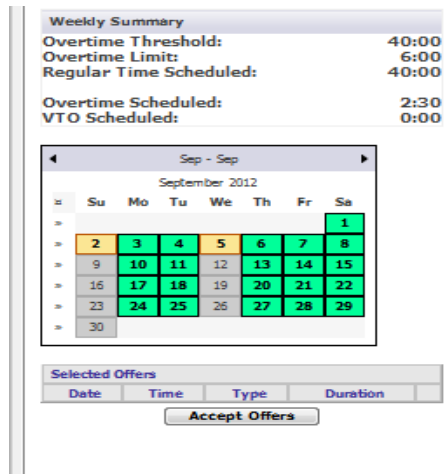 Weekly Summary
Overtime Threshold: 40:00
Overtime Limit: 6:00
Regular Time Scheduled: 40:00
Overtime Scheduled: 2:30
VTO Scheduled: 0:00
Sep - Sep
September 2012
Su Mo Tu We Th Fr Sa
» 1
» 2 3 4 5 6 7 8
» 9 10 11 12 13 14 15
» 16 17 18 19 20 21 22
» 23 24 25 26 27 28 29
» 30
Selected Offers
Date Time Type Duration
Accept Offers